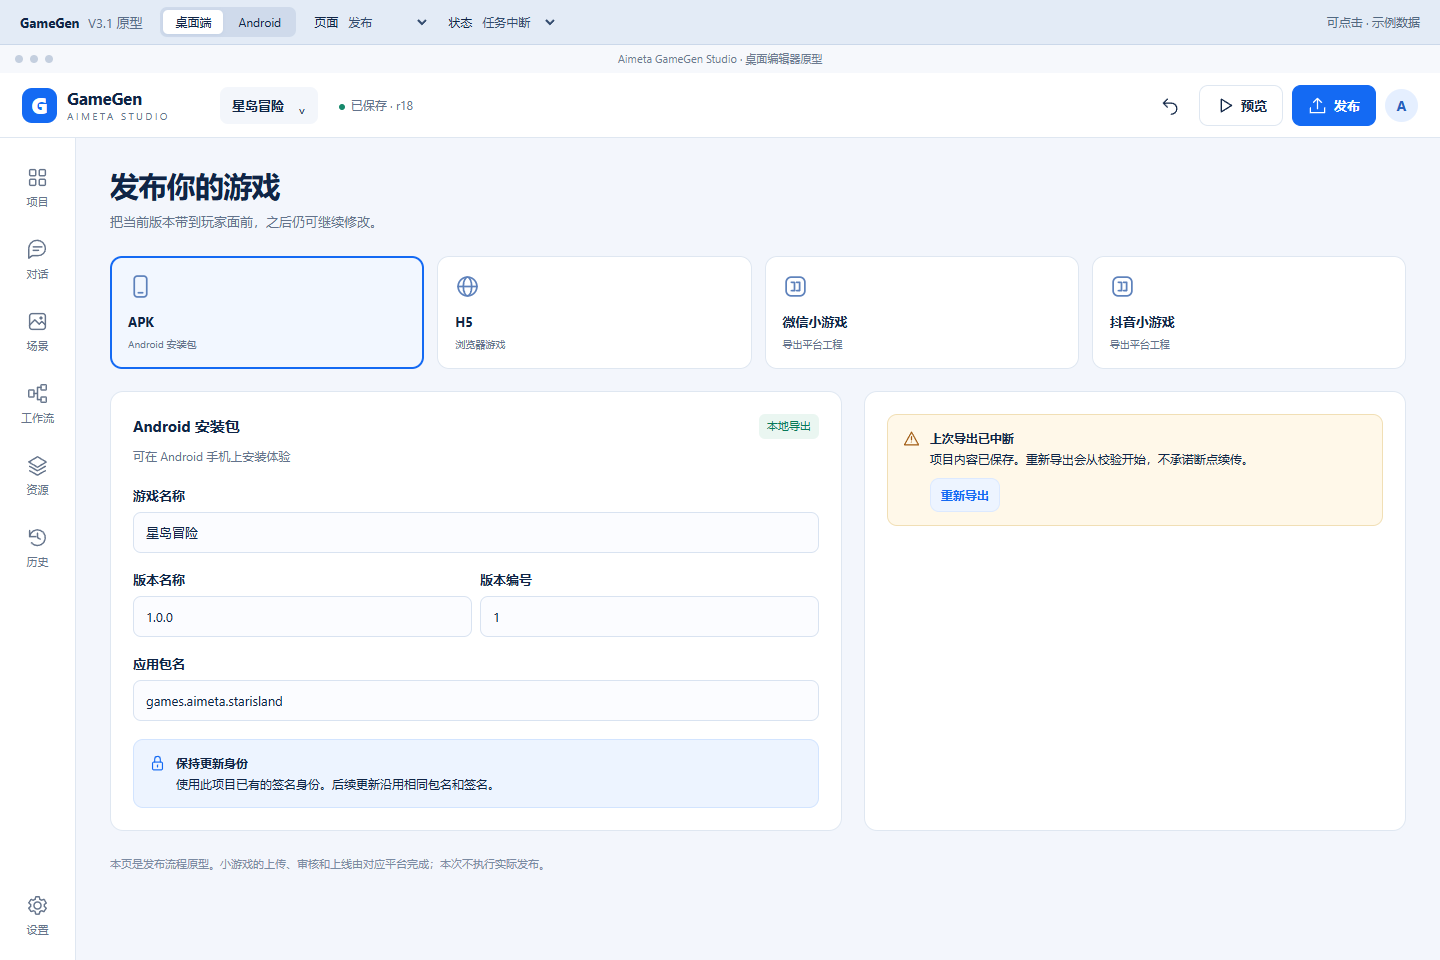 GameGen V3.1 原型 桌面端 Android 页面 发布 状态 任务中断 可点击 · 示例数据
Aimeta GameGen Studio · 桌面编辑器原型
G GameGen
AIMETA STUDIO
星岛冒险 已保存 · r18 预览 发布 A
项目
对话
场景
工作流
资源
历史
设置
发布你的游戏
把当前版本带到玩家面前，之后仍可继续修改。
APK
Android 安装包
H5
浏览器游戏
微信小游戏
导出平台工程
抖音小游戏
导出平台工程
Android 安装包 本地导出
可在 Android 手机上安装体验
游戏名称
星岛冒险
版本名称 版本编号
1.0.0 1
应用包名
games.aimeta.starisland
保持更新身份
使用此项目已有的签名身份。后续更新沿用相同包名和签名。
上次导出已中断
项目内容已保存。重新导出会从校验开始，不承诺断点续传。
重新导出
本页是发布流程原型。小游戏的上传、审核和上线由对应平台完成；本次不执行实际发布。